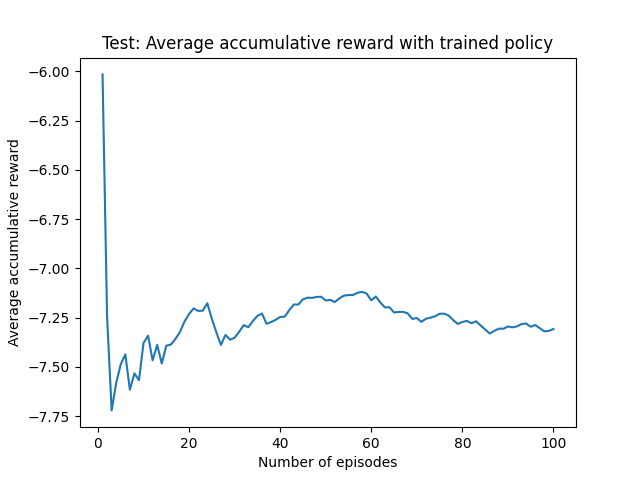 Test: Average accumulative reward with trained policy
Average accumulative reward
−6.00
−6.25
−6.50
−6.75
−7.00
−7.25
−7.50
−7.75
0 20 40 60 80 100
Number of episodes